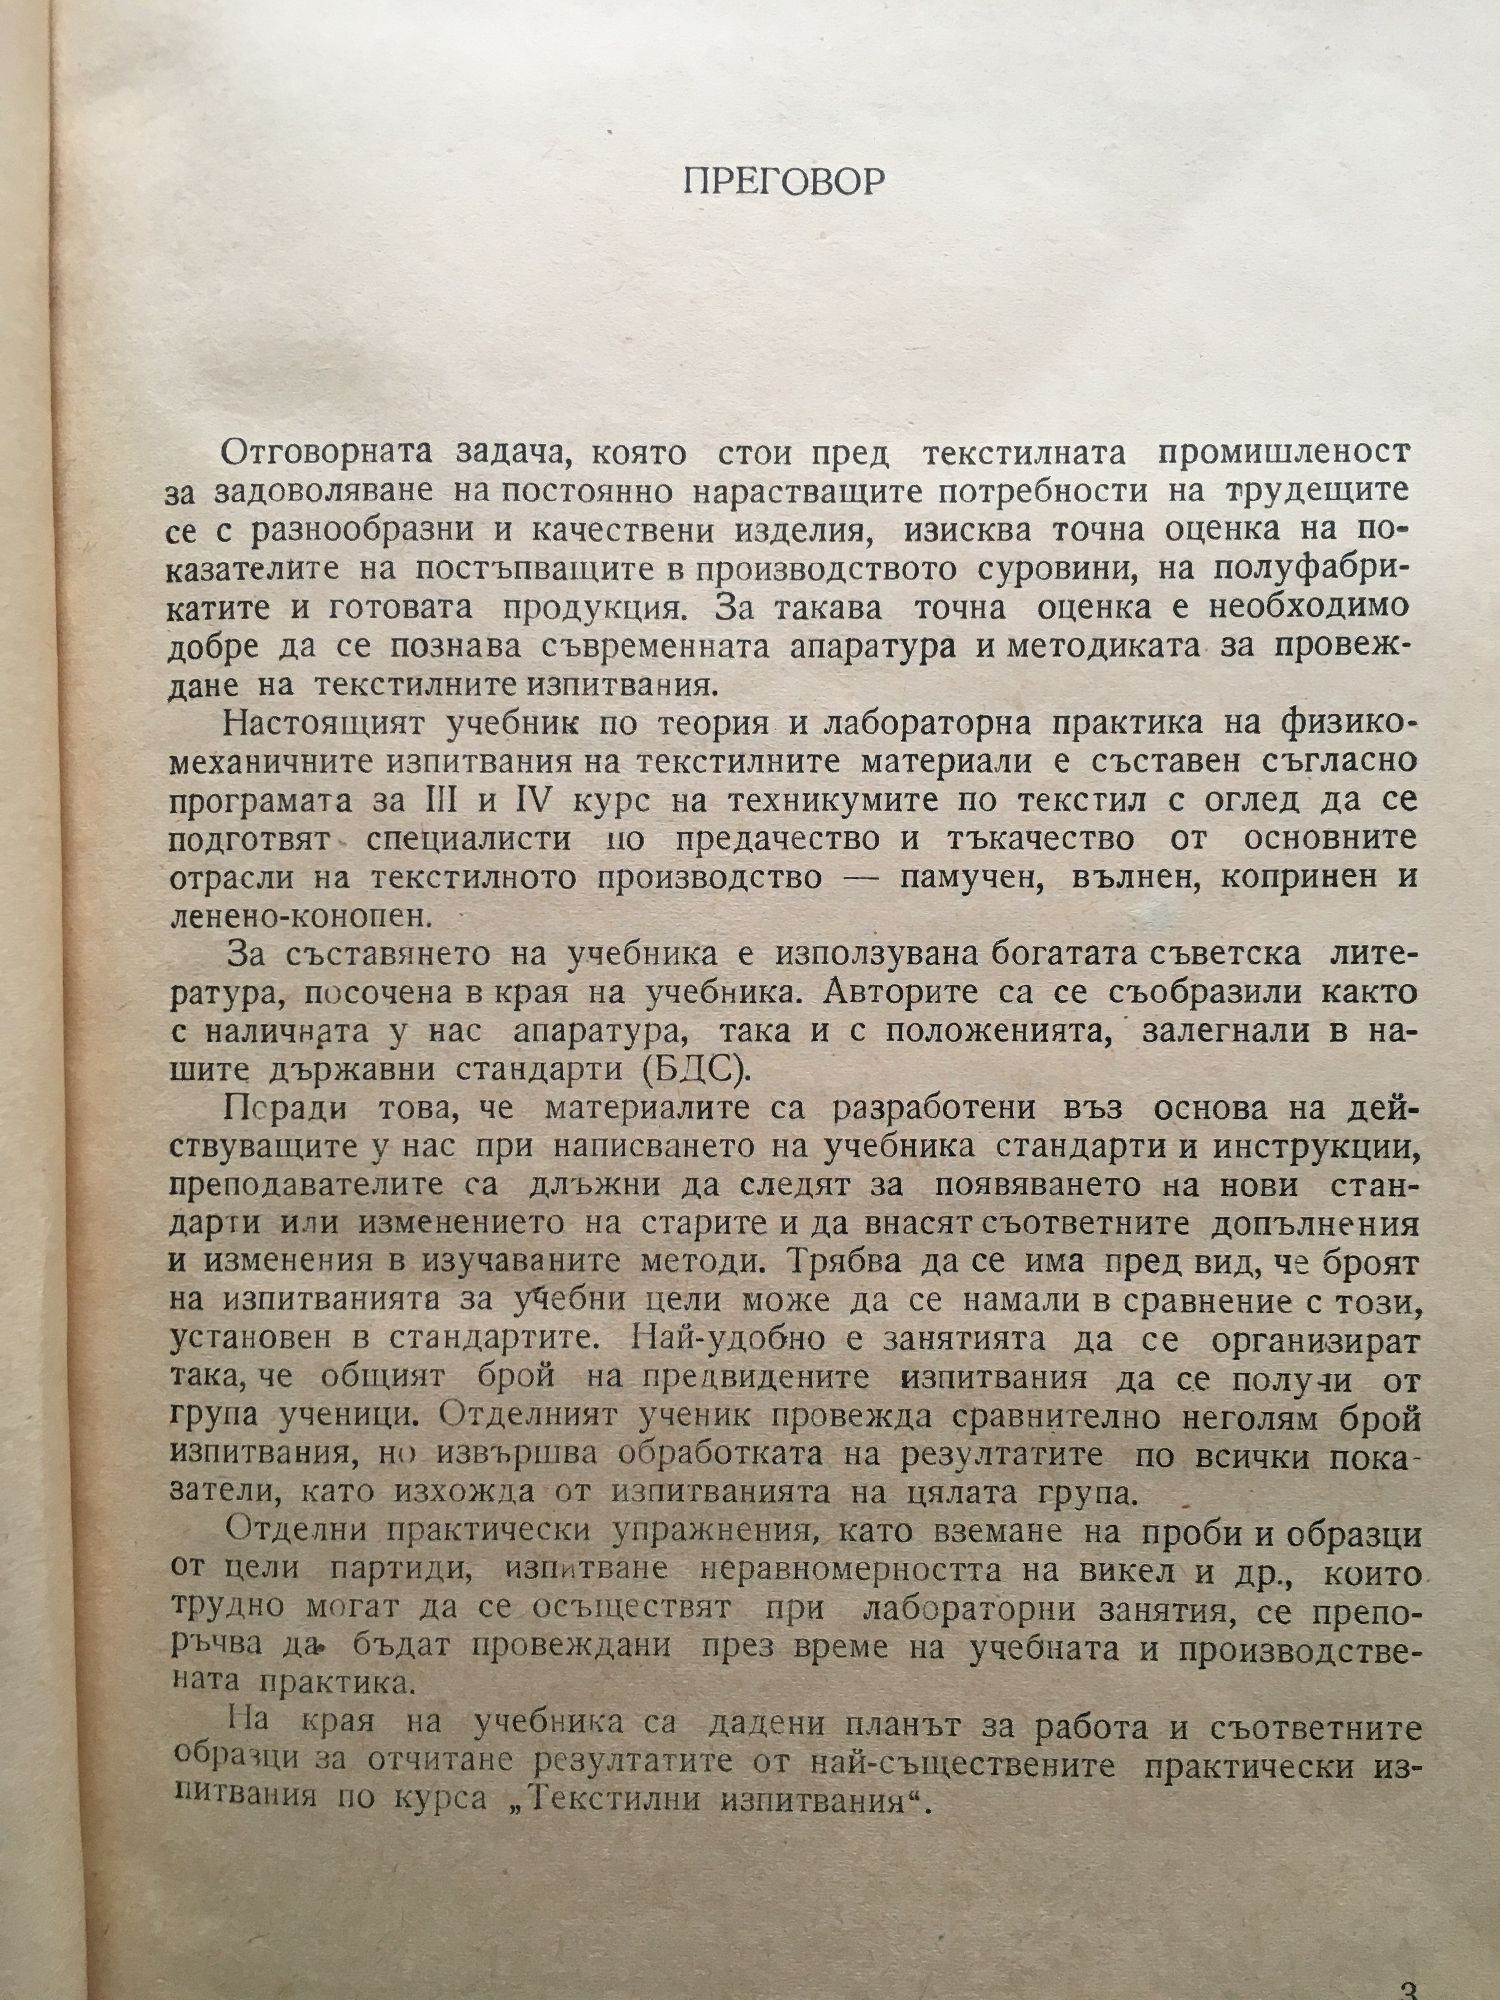 ПРЕГОВОР
Отговорната задача, която стои пред текстилната промишленост
за задоволяване на постоянно нарастващите потребности на трудещите
се с разнообразни и качествени изделия, изисква точна оценка на по-
казателите на постъпващите в производството суровини, на полуфабри-
катите и готовата продукция. За такава точна оценка е необходимо
добре да се познава съвременната апаратура и методиката за провеж-
дане на текстилните изпитвания.
Настоящият учебник по теория и лабораторна практика на физико-
механичните изпитвания на текстилните материали е съставен съгласно
програмата за III и IV курс на техникумите по текстил с оглед да се
подготвят специалисти по предачество и тъкачество от основните
отрасли на текстилното производство — памучен, вълнен, копринен и
ленено-конопен.
За съставянето на учебника е използувана богатата съветска лите-
ратура, посочена в края на учебника. Авторите са се съобразили както
с наличната у нас апаратура, така и с положенията, залегнали в на-
шите държавни стандарти (БДС).
Поради това, че материалите са разработени въз основа на дей-
ствуващите у нас при написването на учебника стандарти и инструкции,
преподавателите са длъжни да следят за появяването на нови стан-
дарти или изменението на старите и да внасят съответните допълнения
и изменения в изучаваните методи. Трябва да се има пред вид, че броят
на изпитванията за учебни цели може да се намали в сравнение с този,
установен в стандартите. Най-удобно е занятията да се организират
така, че общият брой на предвидените изпитвания да се получи от
група ученици. Отделният ученик провежда сравнително неголям брой
изпитвания, но извършва обработката на резултатите по всички пока-
затели, като изхожда от изпитванията на цялата група.
Отделни практически упражнения, като вземане на проби и образци
от цели партиди, изпитване неравномерността на викел и др., които
трудно могат да се осъществят при лабораторни занятия, се препо-
ръчва да бъдат провеждани през време на учебната и производстве-
ната практика.
На края на учебника са дадени планът за работа и съответните
образци за отчитане резултатите от най-съществените практически из-
питвания по курса „Текстилни изпитвания“.
3